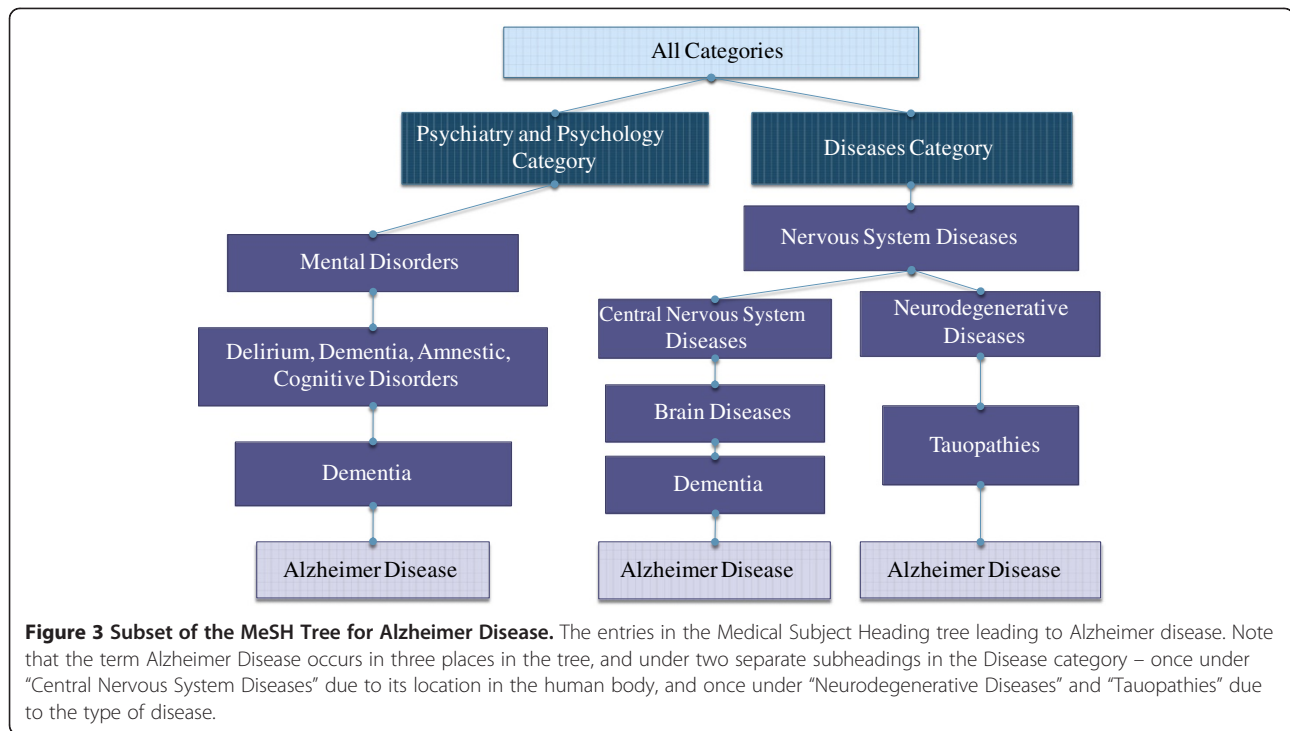 All Categories
Psychiatry and Psychology
Category
Diseases Category
Nervous System Diseases
Mental Disorders
Central Nervous System
Diseases
Neurodegenerative
Diseases
Delirium, Dementia, Amnestic,
Cognitive Disorders
Brain Diseases
Tauopathies
Dementia
Dementia
Alzheimer Disease
Alzheimer Disease
Alzheimer Disease
Figure 3 Subset of the MeSH Tree for Alzheimer Disease. The entries in the Medical Subject Heading tree leading to Alzheimer disease. Note
that the term Alzheimer Disease occurs in three places in the tree, and under two separate subheadings in the Disease category – once under
“Central Nervous System Diseases” due to its location in the human body, and once under “Neurodegenerative Diseases” and “Tauopathies” due
to the type of disease.